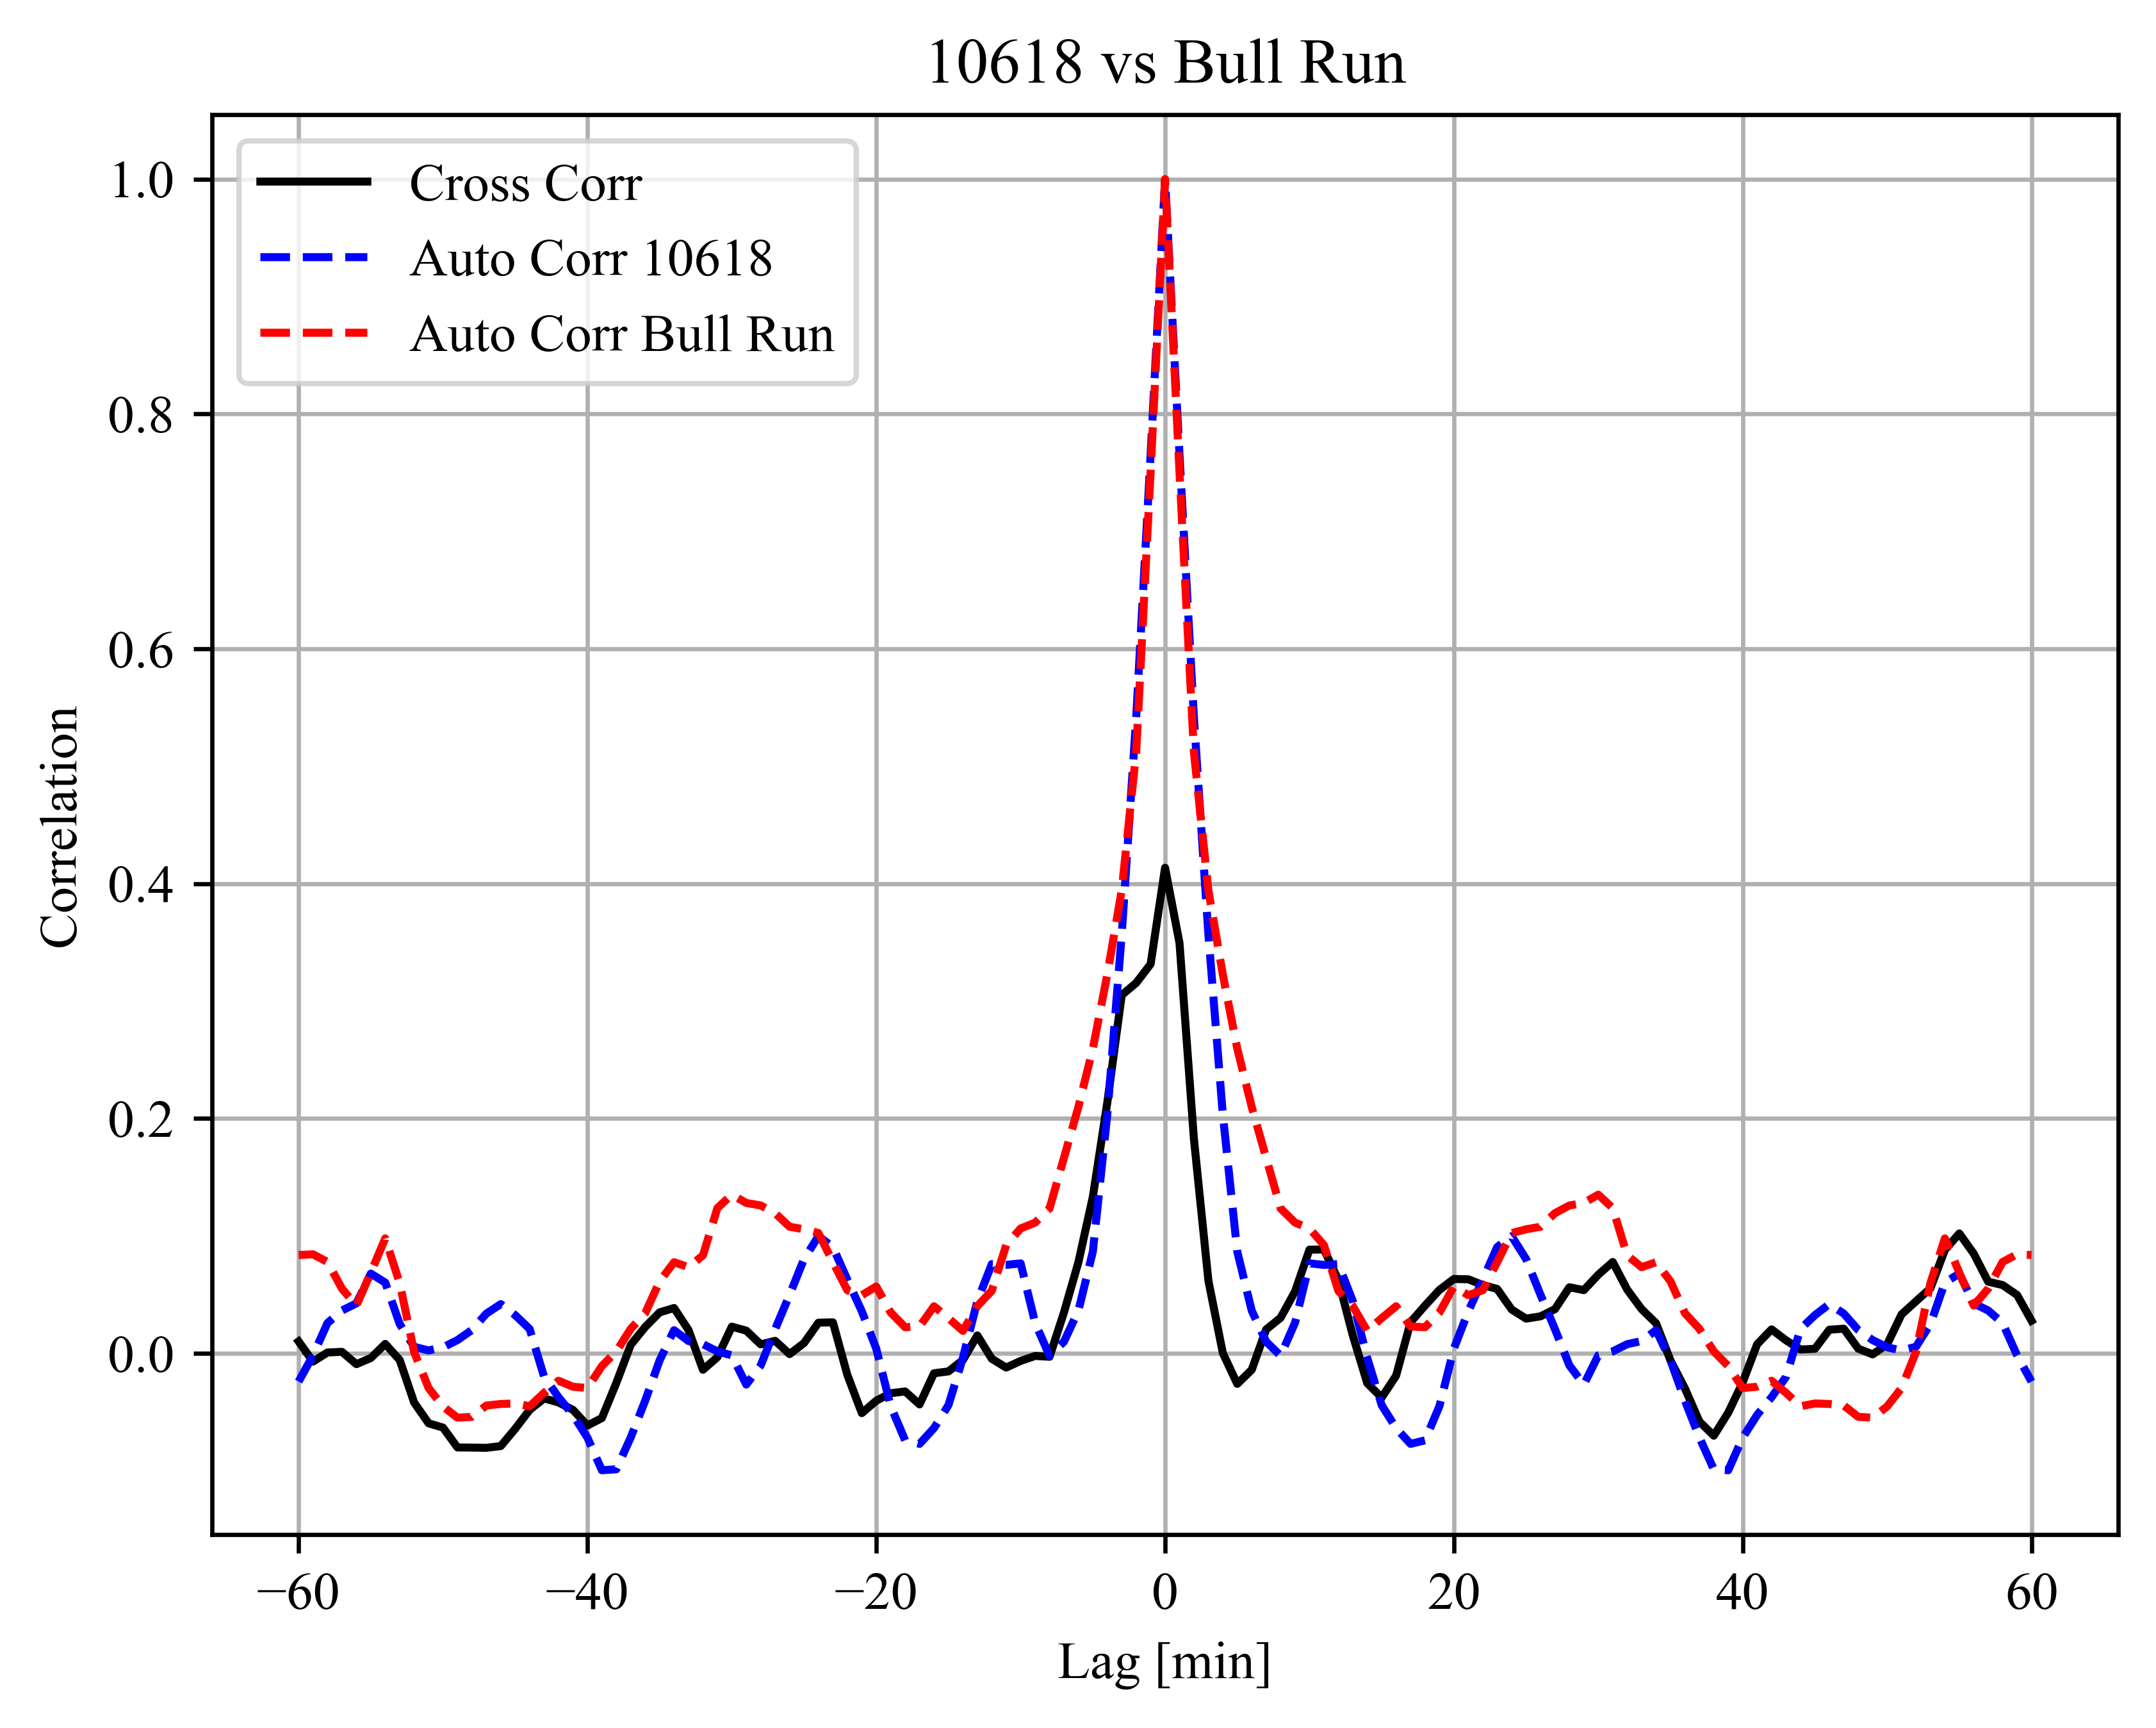 10618 vs Bull Run
Cross Corr
Auto Corr 10618
Auto Corr Bull Run
1.0
0.8
0.6
0.4
0.2
0.0
Correlation
−60 −40 −20 0 20 40 60
Lag [min]